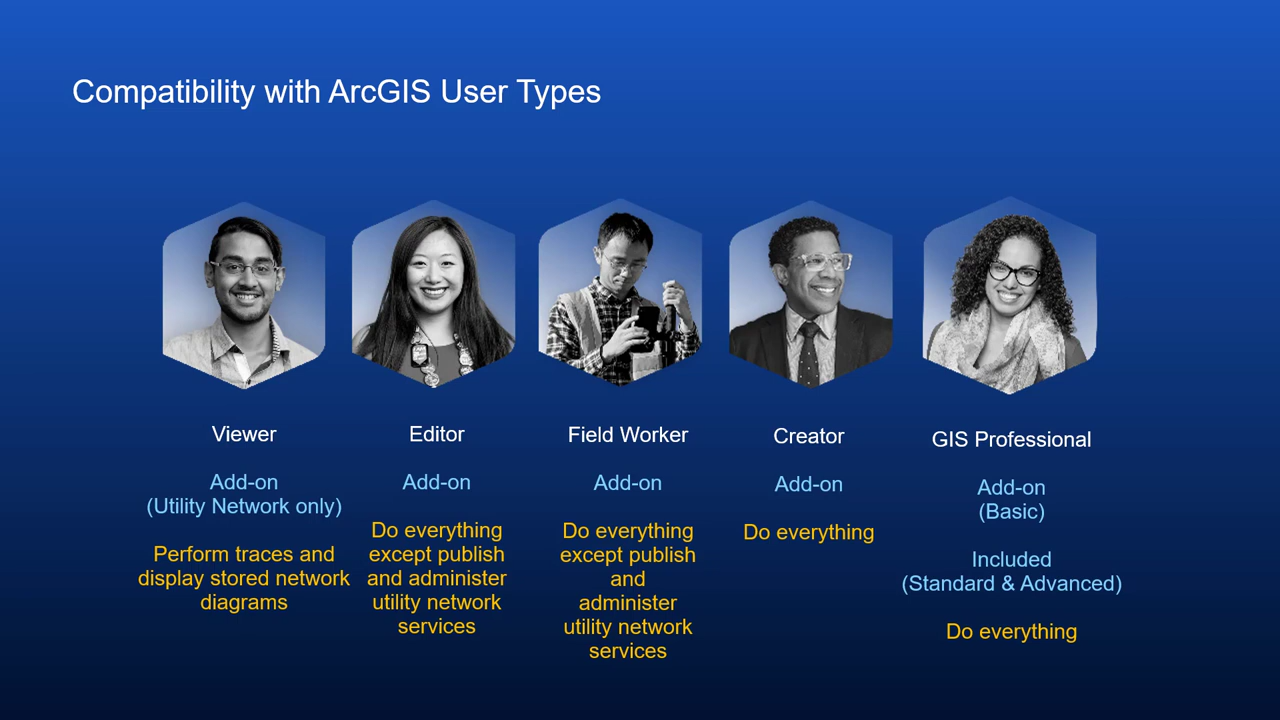 Compatibility with ArcGIS User Types
Viewer
Add-on
(Utility Network only)
Perform traces and
display stored network
diagrams
Editor
Add-on
Do everything
except publish
and administer
utility network
services
Field Worker
Add-on
Do everything
except publish
and
administer
utility network
services
Creator
Add-on
Do everything
GIS Professional
Add-on
(Basic)
Included
(Standard & Advanced)
Do everything